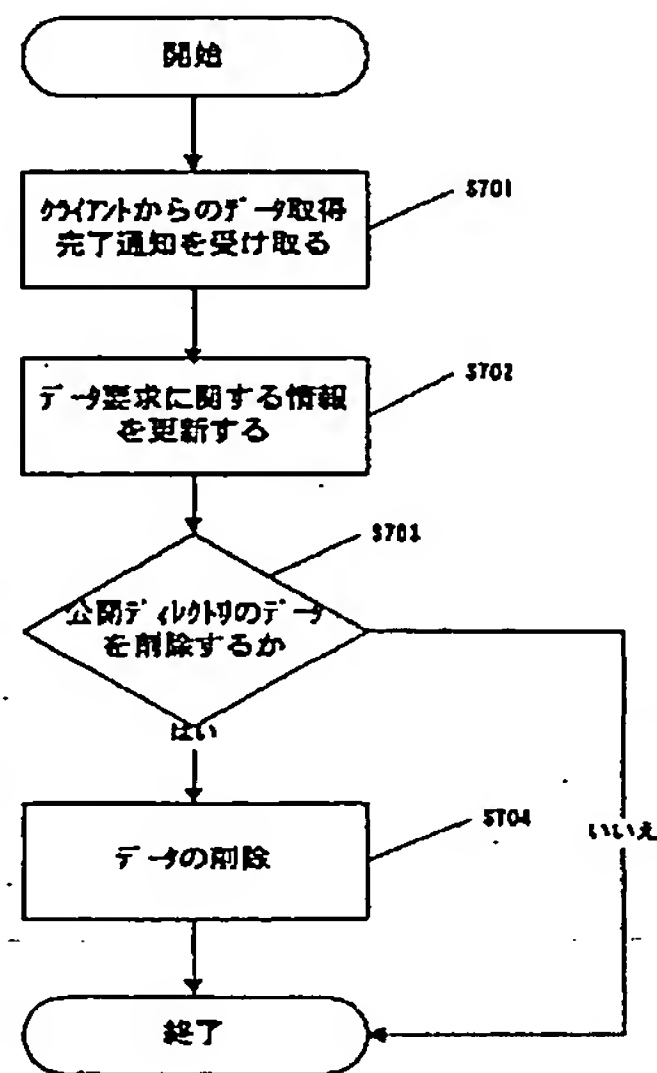 開始
クライアントからのデータ取得
完了通知を受け取る
S701
データ要求に関する情報
を更新する
S702
S703
公開ディレクトリのデータ
を削除するか
はい
データの削除
S704
いいえ
終了